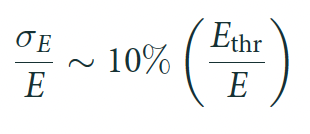 σ_E / E ∼ 10% (E_thr / E)